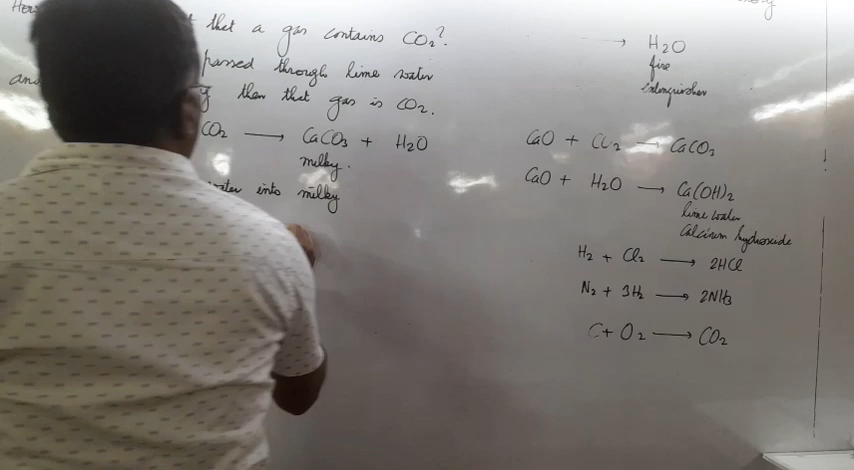 that a gas contains CO₂?
passed through lime water
then that gas is CO₂.
CO₂ → CaCO₃ + H₂O
milky.
into milky
→ H₂O
fire
extinguisher
CaO + → CaCO₃
CaO + H₂O → Ca(OH)₂
lime water
Calcium hydroxide
H₂ + Cl₂ → 2HCl
N₂ + 3H₂ → 2NH₃
C + O₂ → CO₂